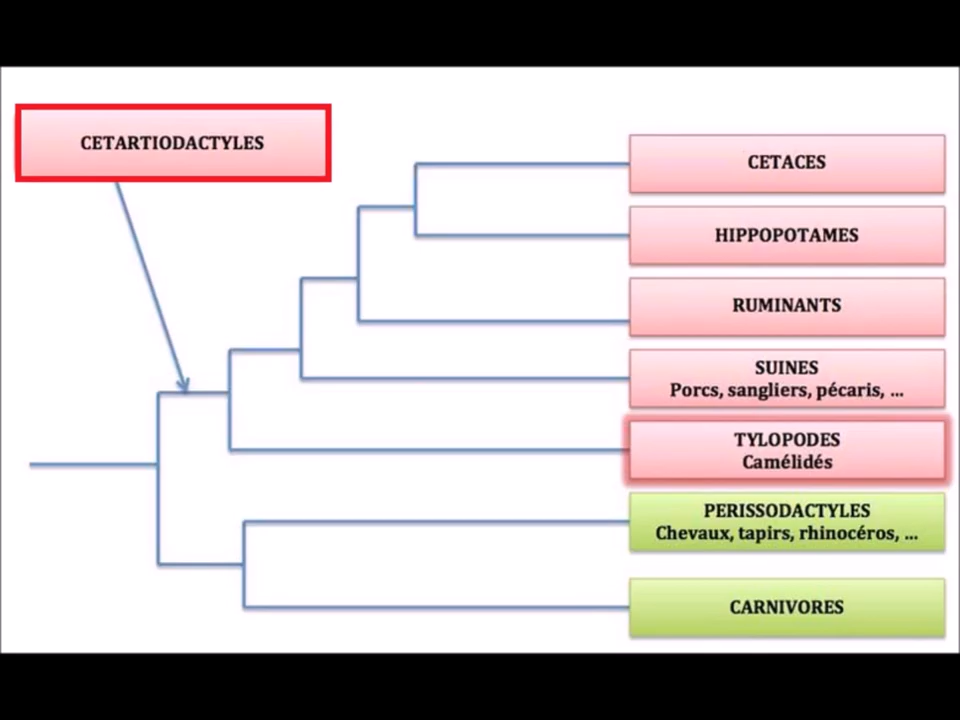 CETARTIODACTYLES
CETACES
HIPPOPOTAMES
RUMINANTS
SUINES
Porcs, sangliers, pécaris, ...
TYLOPODES
Camélidés
PERISSODACTYLES
Chevaux, tapirs, rhinocéros, ...
CARNIVORES